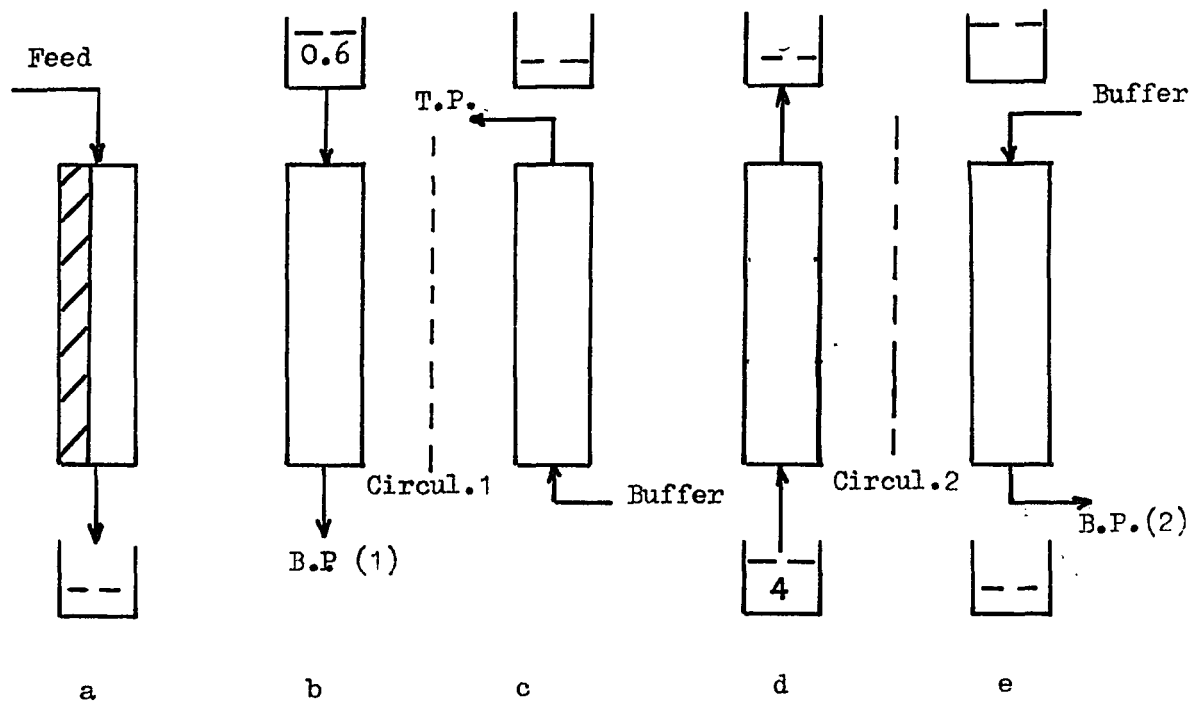 Feed
0.6
T.P.
Buffer
Circul.1
Buffer
Circul.2
B.P (1)
4
B.P.(2)
a
b
c
d
e